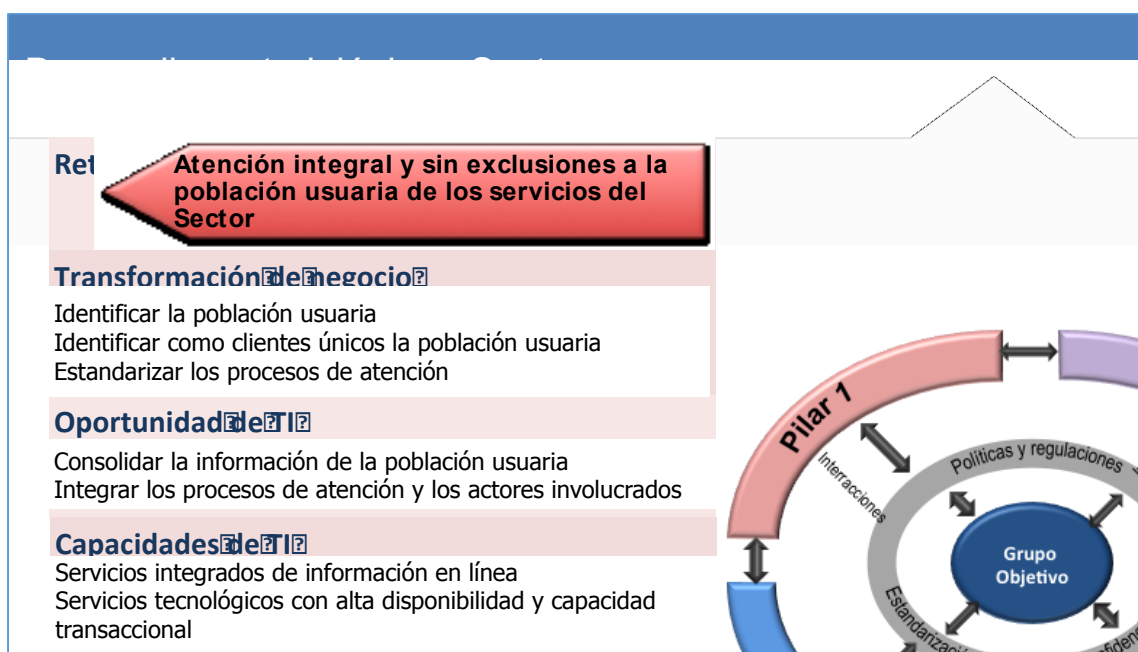 Ret
Atención integral y sin exclusiones a la
población usuaria de los servicios del
Sector
Transformación de negocio
Identificar la población usuaria
Identificar como clientes únicos la población usuaria
Estandarizar los procesos de atención
Oportunidad de TI
Consolidar la información de la población usuaria
Integrar los procesos de atención y los actores involucrados
Capacidades de TI
Servicios integrados de información en línea
Servicios tecnológicos con alta disponibilidad y capacidad
transaccional
Pilar 1
Interracciones
Políticas y regulaciones
Grupo
Objetivo